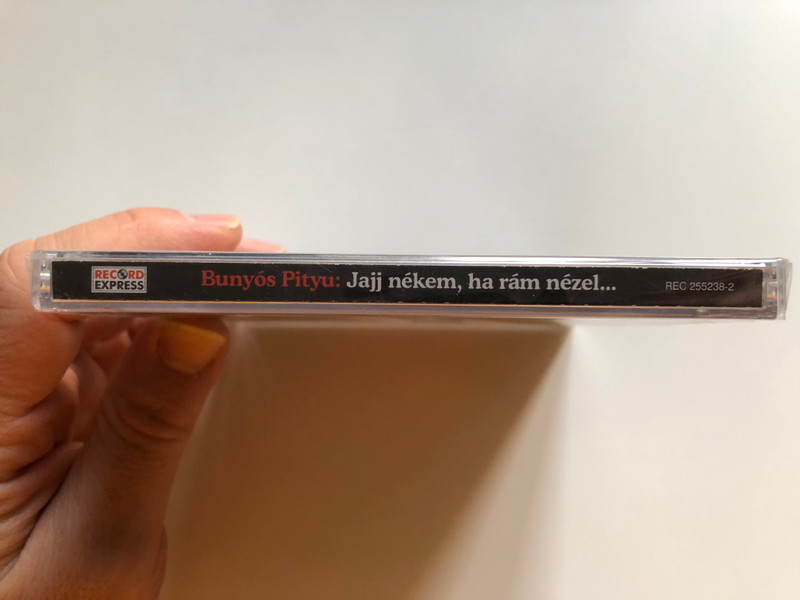 RECORD
EXPRESS
Bunyós Pityu: Jajj nékem, ha rám nézel...
REC 255238-2